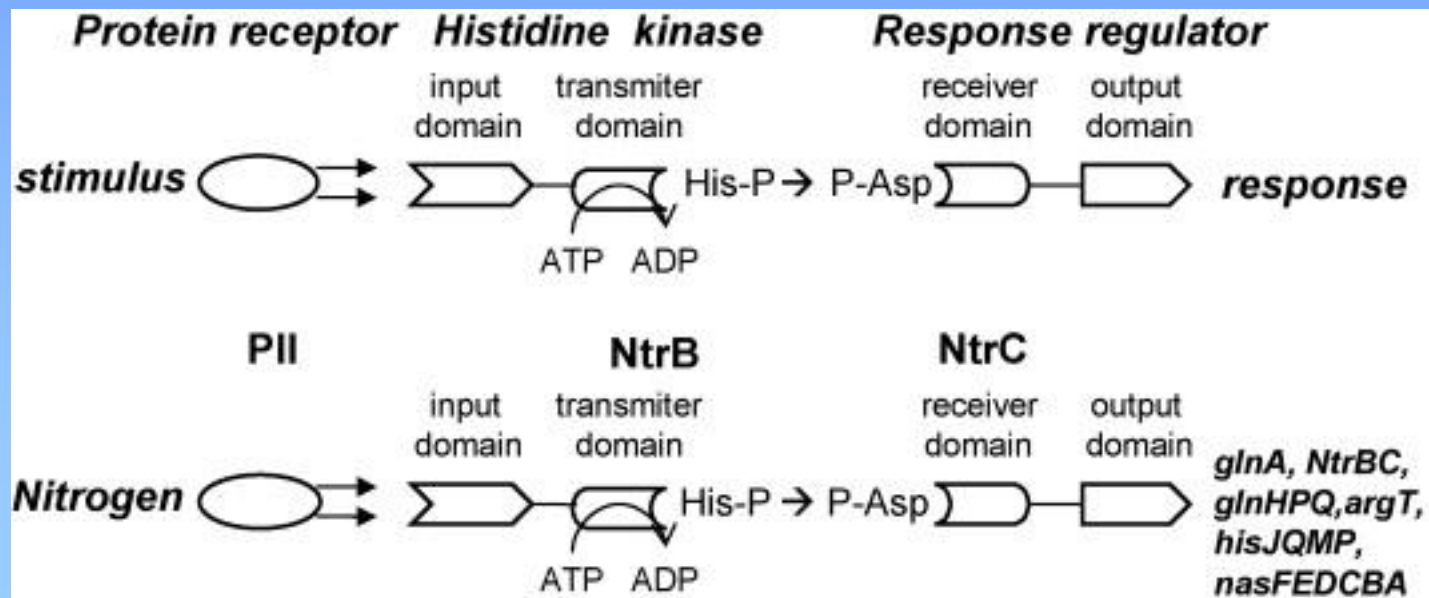 Protein receptor Histidine kinase Response regulator
input transmiter receiver output
domain domain domain domain
stimulus His-P → P-Asp response
ATP ADP
PII NtrB NtrC
input transmiter receiver output
domain domain domain domain
Nitrogen His-P → P-Asp glnA, NtrBC,
glnHPQ,argT,
hisJQMP,
nasFEDCBA
ATP ADP